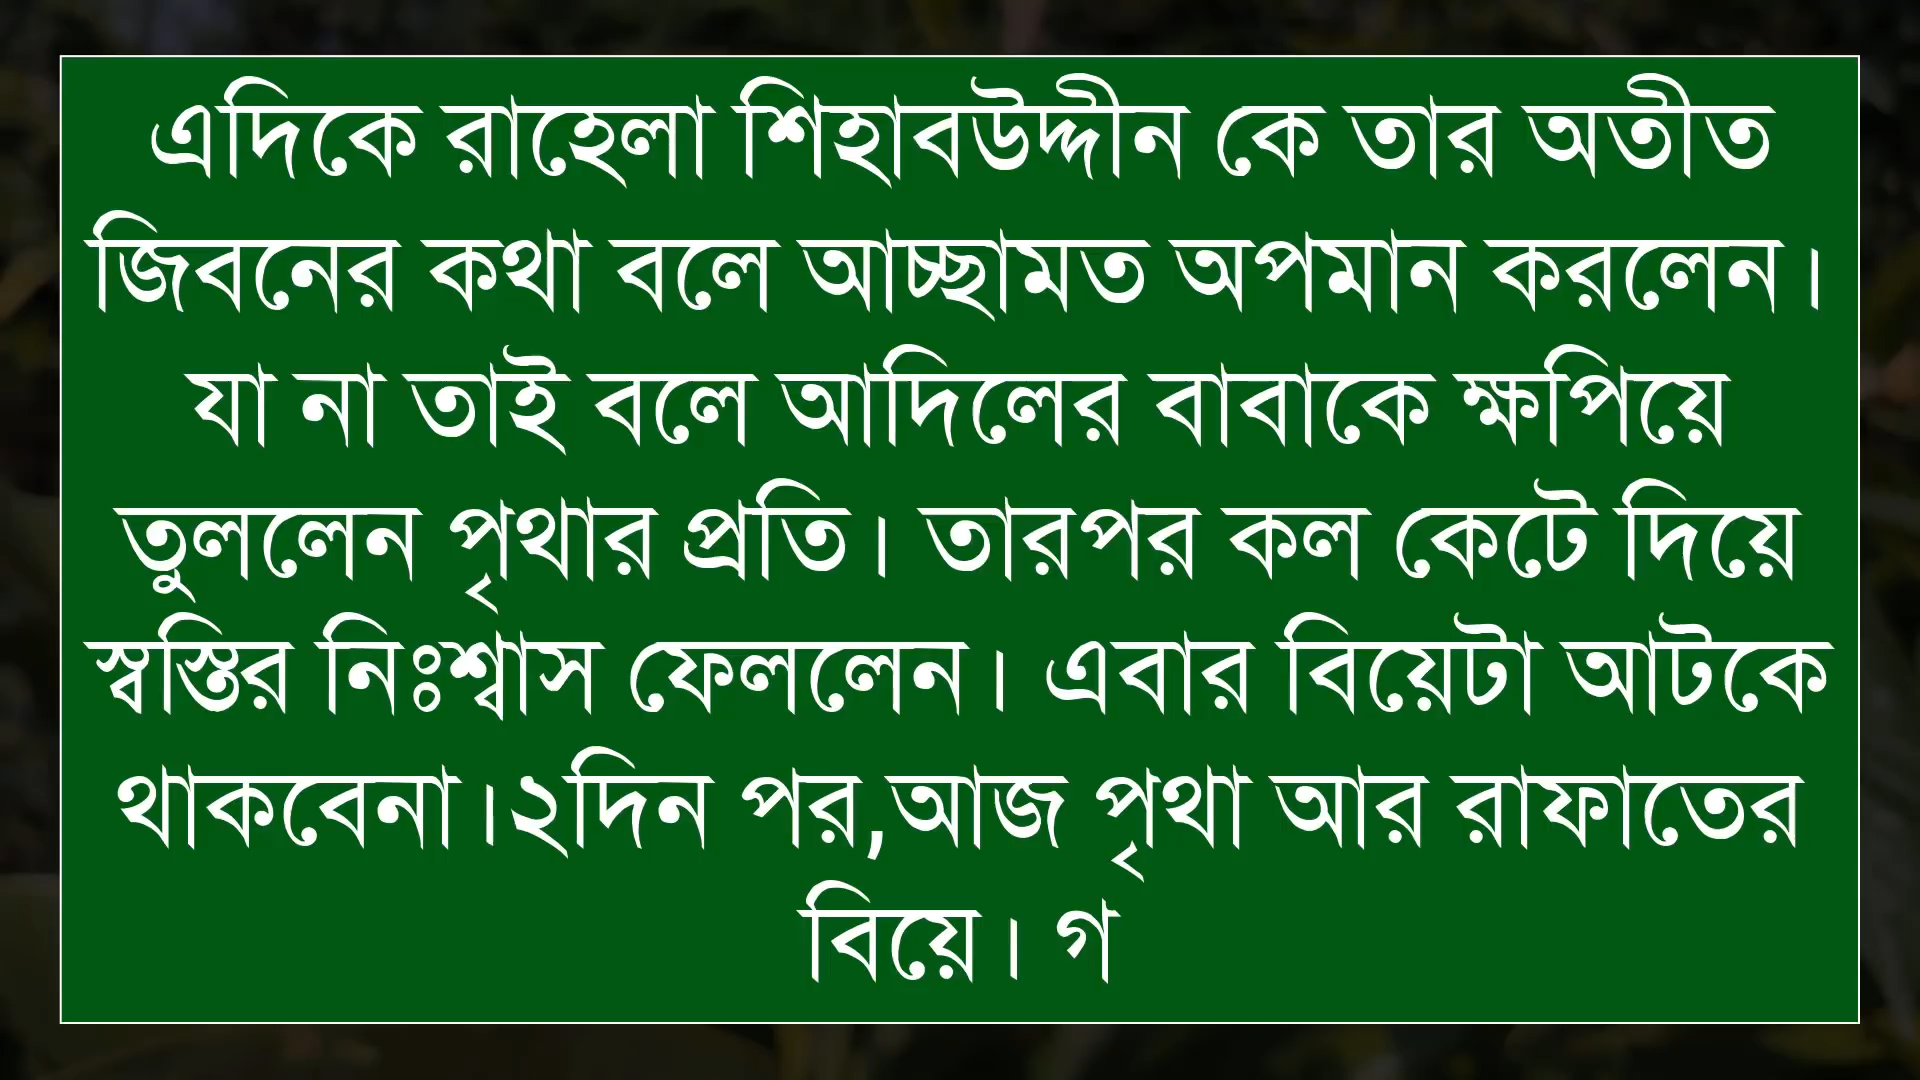 এদিকে রাহেলা শিহাবউদ্দীন কে তার অতীত
জিবনের কথা বলে আচ্ছামত অপমান করলেন।
যা না তাই বলে আদিলের বাবাকে ক্ষপিয়ে
তুললেন পৃথার প্রতি। তারপর কল কেটে দিয়ে
স্বস্তির নিঃশ্বাস ফেললেন। এবার বিয়েটা আটকে
থাকবেনা।২দিন পর,আজ পৃথা আর রাফাতের
বিয়ে। গ